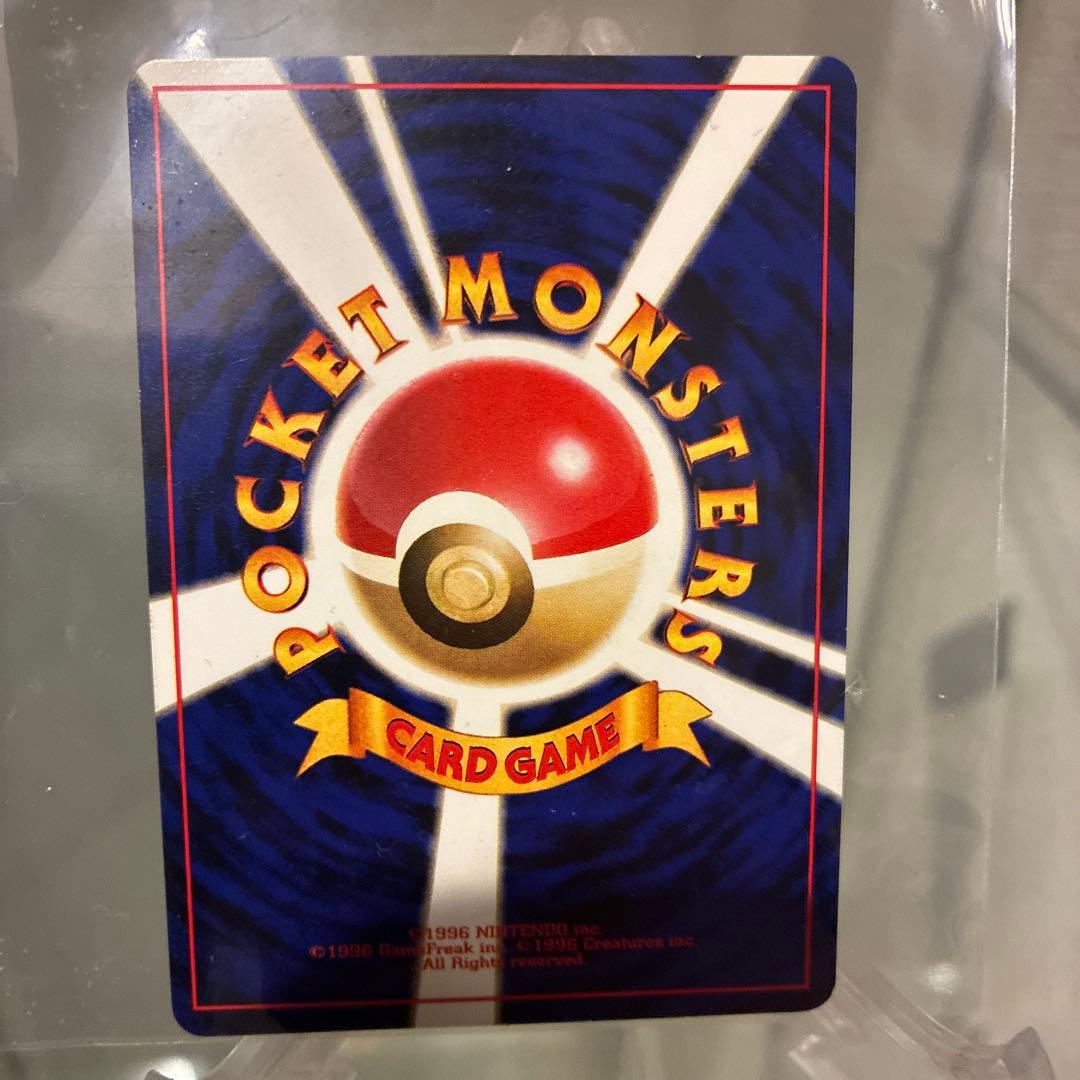 POCKET MONSTERS
CARD GAME
©1996 NINTENDO inc.
©1996 GameFreak inc. ©1996 Creatures inc.
All Rights reserved.